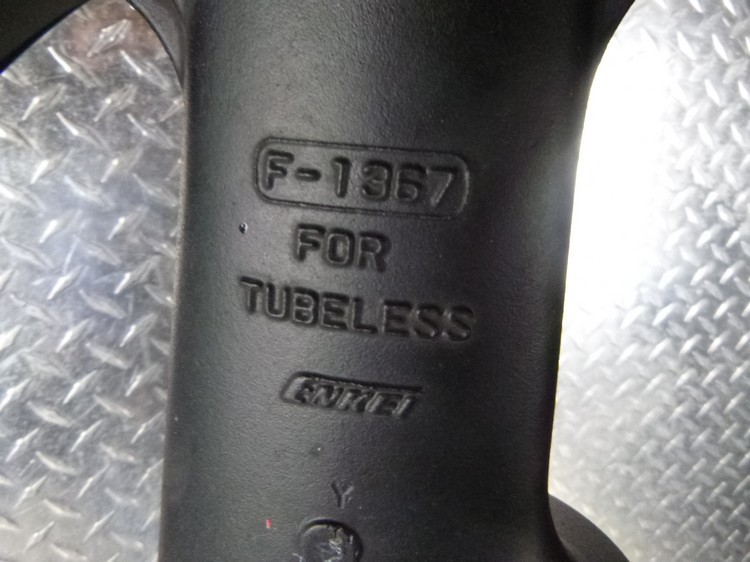 F-1367
FOR
TUBELESS
ENKEI
Y